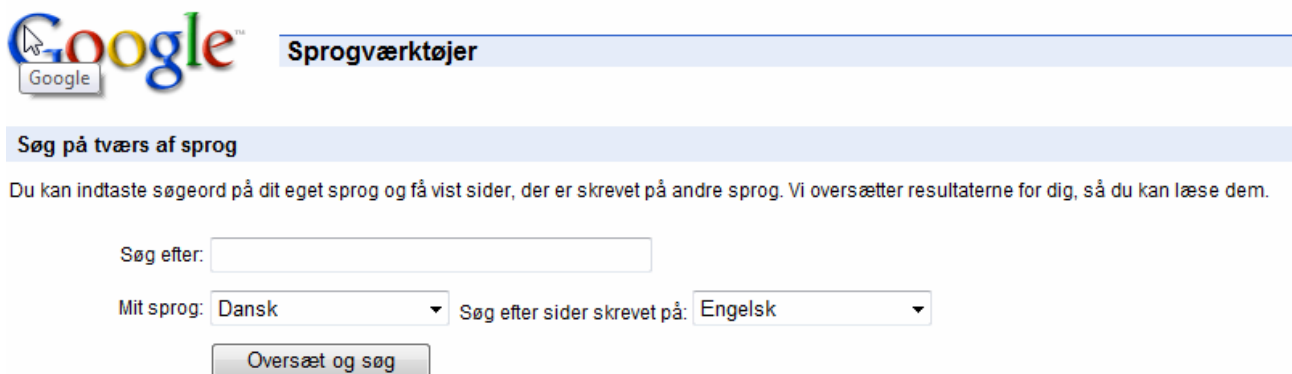 Google™ Sprogværktøjer
Google
Søg på tværs af sprog
Du kan indtaste søgeord på dit eget sprog og få vist sider, der er skrevet på andre sprog. Vi oversætter resultaterne for dig, så du kan læse dem.
Søg efter:
Mit sprog: Dansk Søg efter sider skrevet på: Engelsk
Oversæt og søg